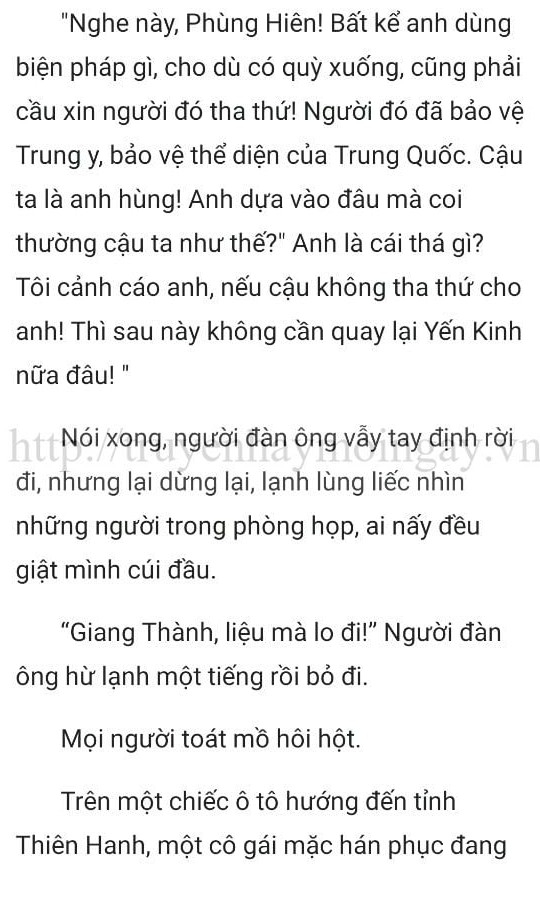 "Nghe này, Phùng Hiên! Bất kể anh dùng
biện pháp gì, cho dù có quỳ xuống, cũng phải
cầu xin người đó tha thứ! Người đó đã bảo vệ
Trung y, bảo vệ thể diện của Trung Quốc. Cậu
ta là anh hùng! Anh dựa vào đâu mà coi
thường cậu ta như thế?" Anh là cái thá gì?
Tôi cảnh cáo anh, nếu cậu không tha thứ cho
anh! Thì sau này không cần quay lại Yến Kinh
nữa đâu! "
Nói xong, người đàn ông vẫy tay định rời
http://truyenhaymoingay.vn
đi, nhưng lại dừng lại, lạnh lùng liếc nhìn
những người trong phòng họp, ai nấy đều
giật mình cúi đầu.
“Giang Thành, liệu mà lo đi!” Người đàn
ông hừ lạnh một tiếng rồi bỏ đi.
Mọi người toát mồ hôi hột.
Trên một chiếc ô tô hướng đến tỉnh
Thiên Hanh, một cô gái mặc hán phục đang